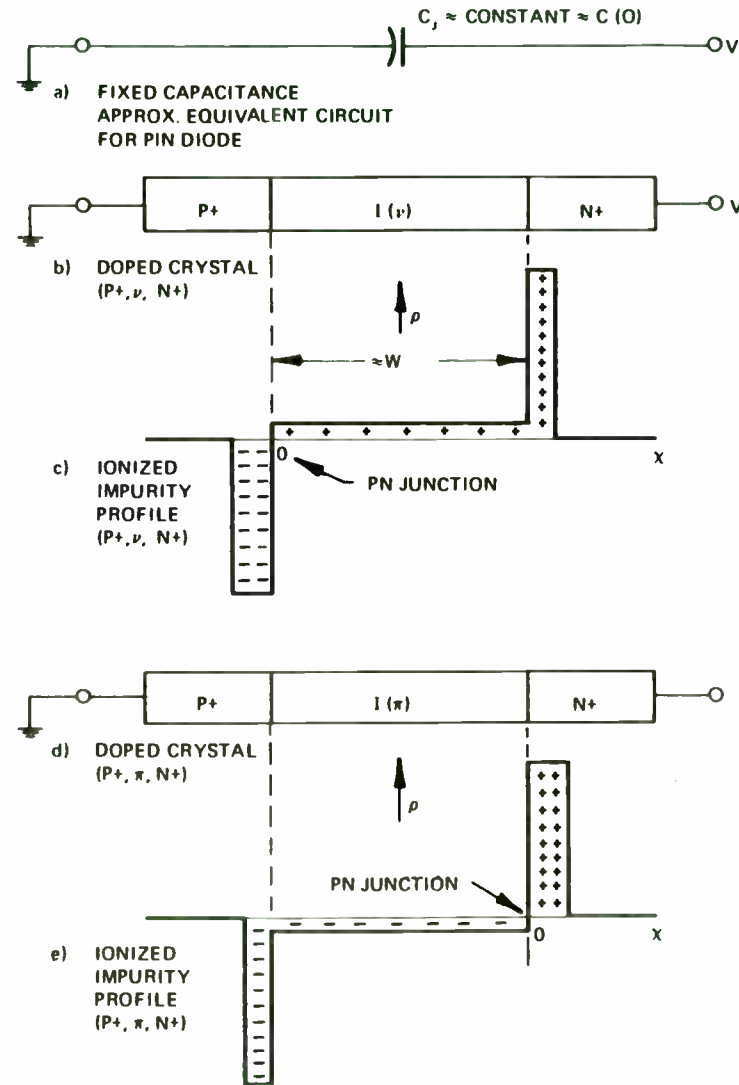 C_J ≈ CONSTANT ≈ C (O)
V
a) FIXED CAPACITANCE
APPROX. EQUIVALENT CIRCUIT
FOR PIN DIODE
P+ I (ν) N+ V
b) DOPED CRYSTAL
(P+, ν, N+)
ρ
≈W
0 χ
c) IONIZED
IMPURITY
PROFILE
(P+, ν, N+)
PN JUNCTION
P+ I (π) N+
d) DOPED CRYSTAL
(P+, π, N+)
ρ
PN JUNCTION
0 χ
e) IONIZED
IMPURITY
PROFILE
(P+, π, N+)